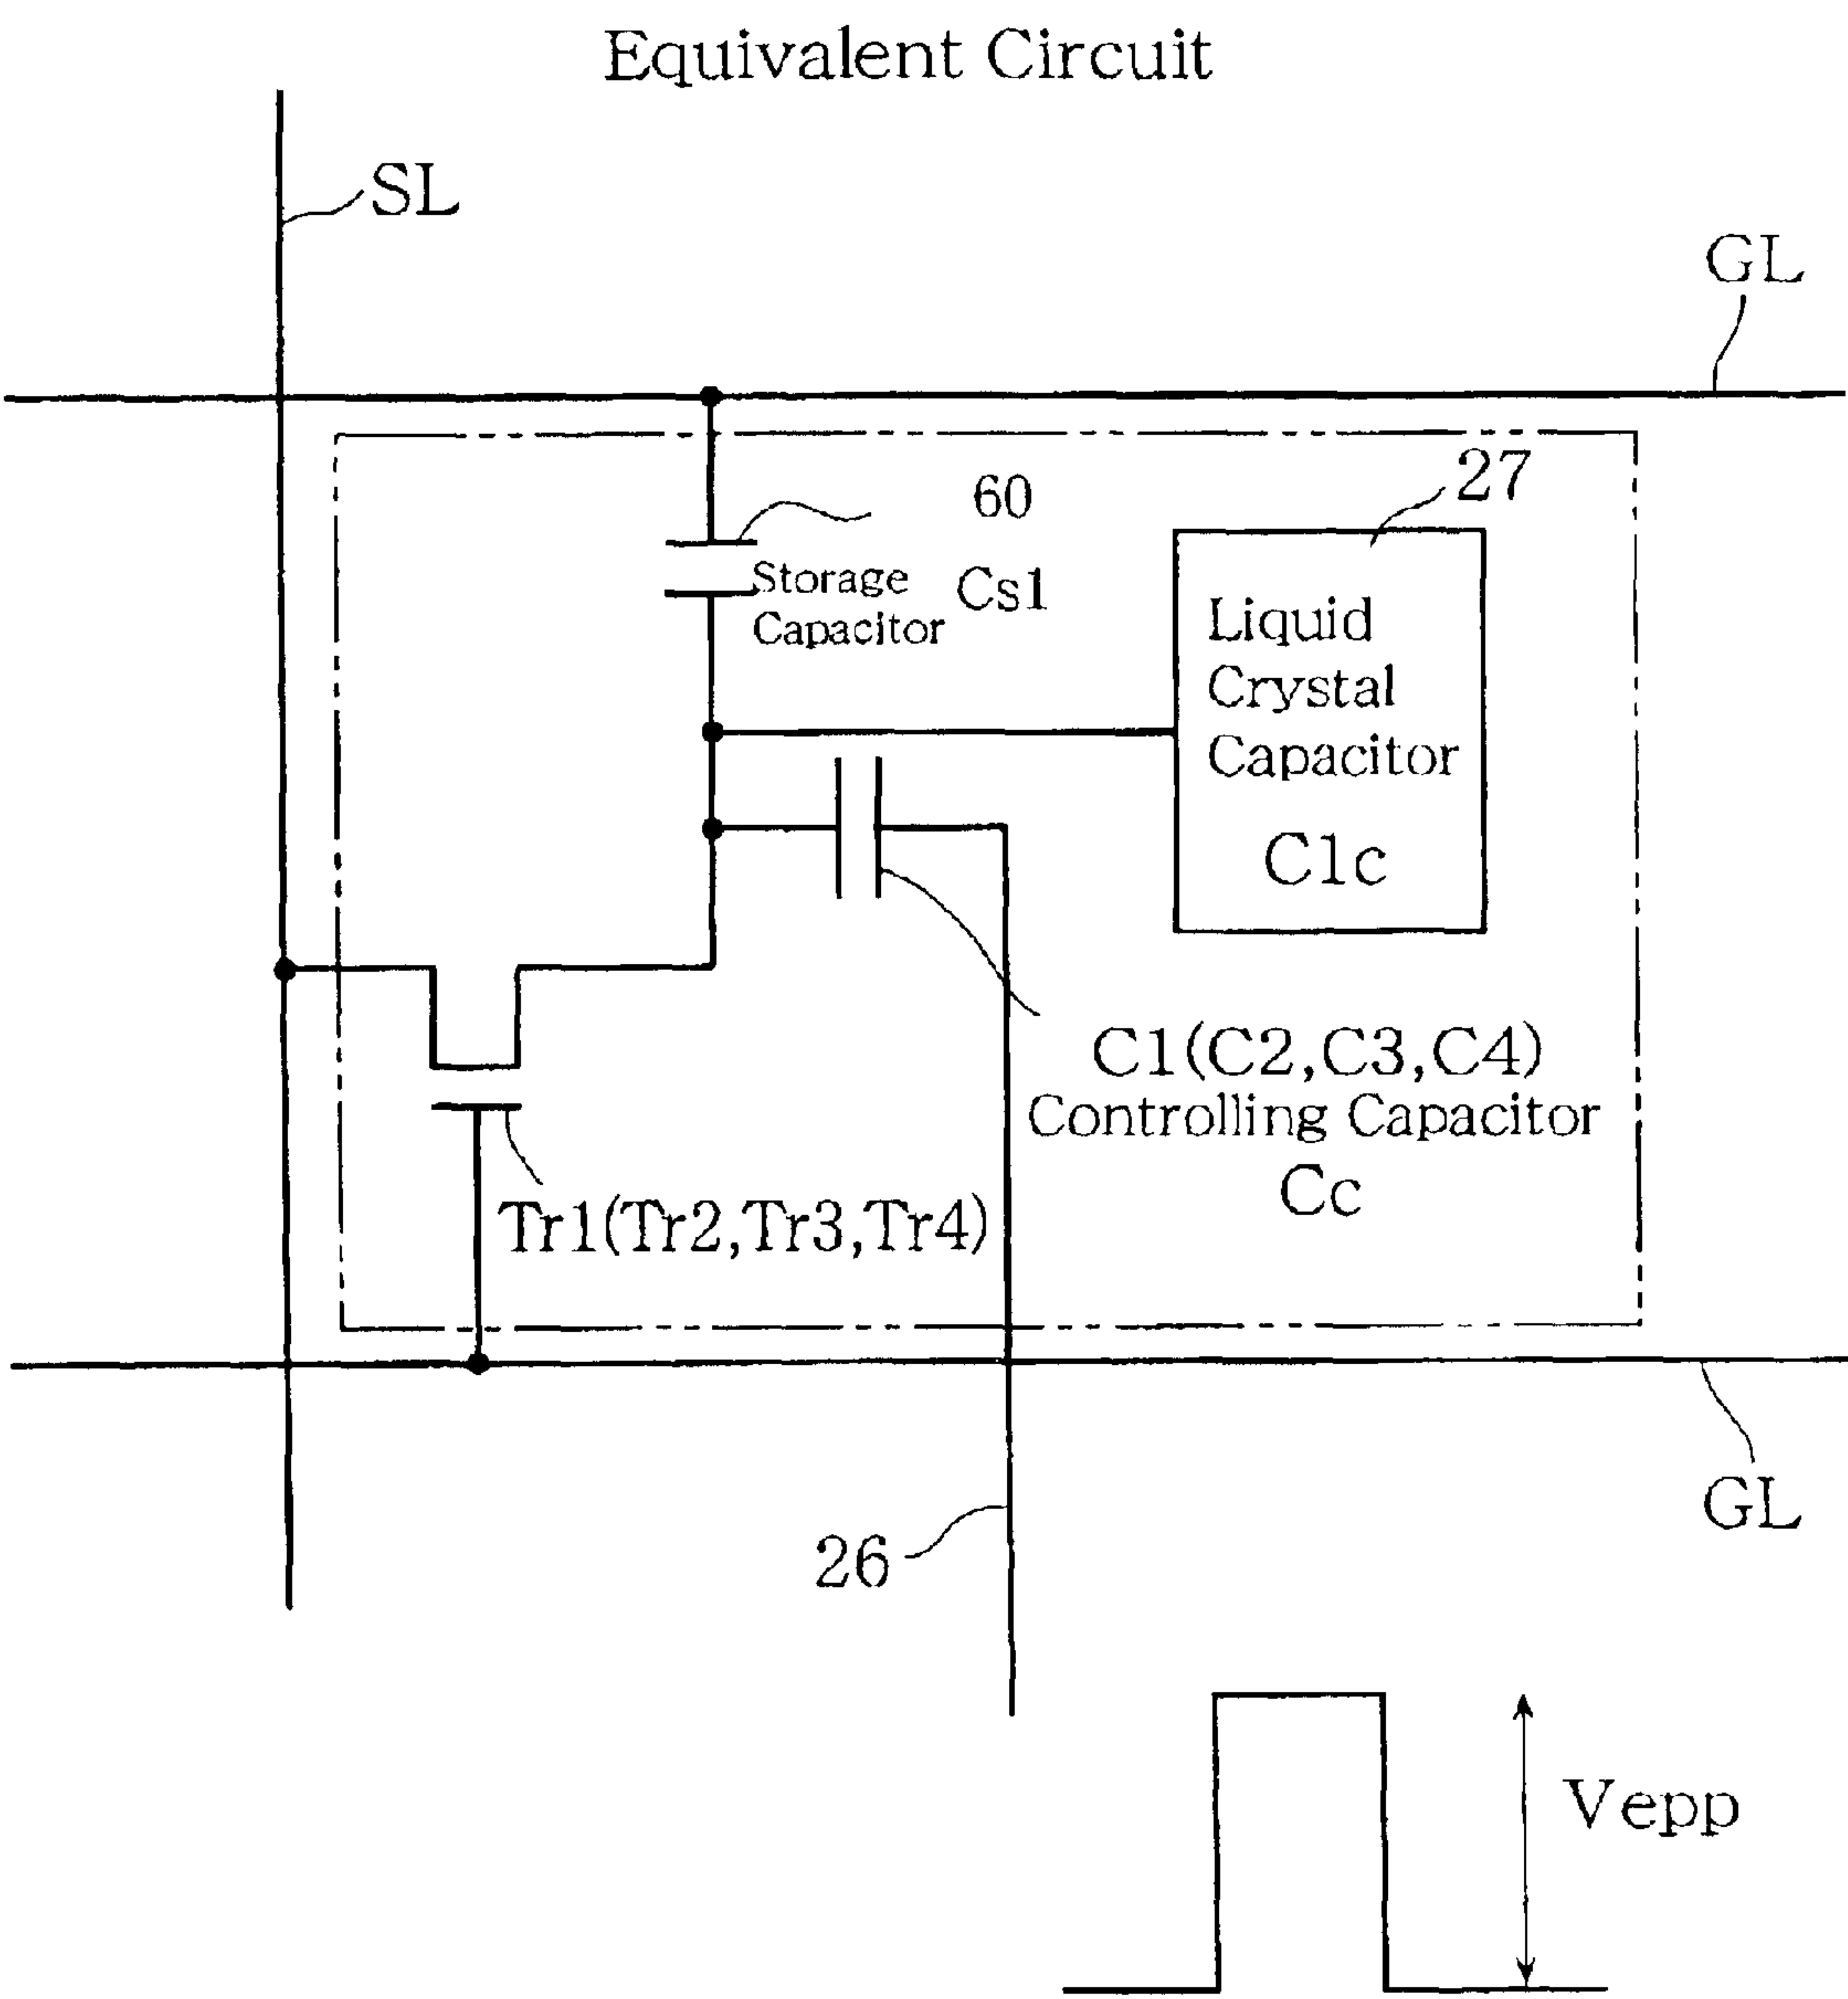 Equivalent Circuit
SL
GL
27
60
Storage
Capacitor
Cs1
Liquid
Crystal
Capacitor
C1c
C1(C2,C3,C4)
Controlling Capacitor
Cc
Tr1(Tr2,Tr3,Tr4)
GL
26
Vepp